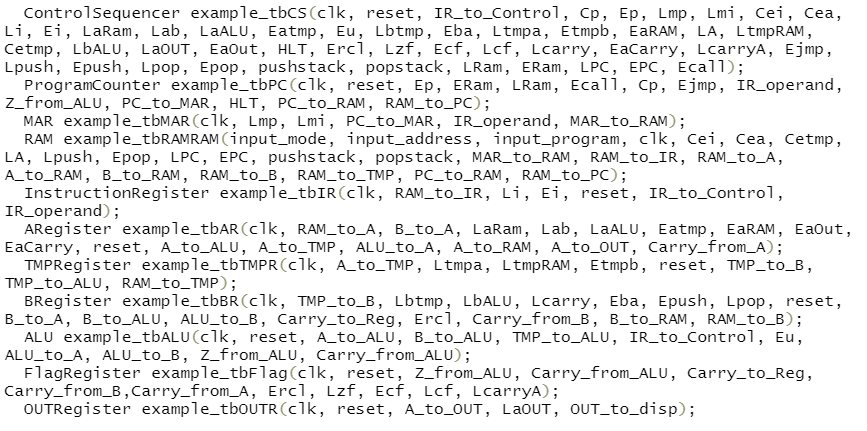 ControlSequencer example_tbCS(clk, reset, IR_to_Control, Cp, Ep, Lmp, Lmi, Cei, Cea,
Li, Ei, LaRam, Lab, LaALU, Eatmp, Eu, Lbtmp, Eba, Ltmpa, Etmpb, EaRAM, LA, LtmpRAM,
Cetmp, LbALU, LaOUT, EaOut, HLT, Ercl, Lzf, Ecf, Lcf, Lcarry, EaCarry, LcarryA, Ejmp,
Lpush, Epush, Lpop, Epop, pushstack, popstack, LRam, ERam, LPC, EPC, Ecall);
ProgramCounter example_tbPC(clk, reset, Ep, ERam, LRam, Ecall, Cp, Ejmp, IR_operand,
Z_from_ALU, PC_to_MAR, HLT, PC_to_RAM, RAM_to_PC);
MAR example_tbMAR(clk, Lmp, Lmi, PC_to_MAR, IR_operand, MAR_to_RAM);
RAM example_tbRAMRAM(input_mode, input_address, input_program, clk, Cei, Cea, Cetmp,
LA, Lpush, Epop, LPC, EPC, pushstack, popstack, MAR_to_RAM, RAM_to_IR, RAM_to_A,
A_to_RAM, B_to_RAM, RAM_to_B, RAM_to_TMP, PC_to_RAM, RAM_to_PC);
InstructionRegister example_tbIR(clk, RAM_to_IR, Li, Ei, reset, IR_to_Control,
IR_operand);
ARegister example_tbAR(clk, RAM_to_A, B_to_A, LaRam, Lab, LaALU, Eatmp, EaRAM, EaOut,
EaCarry, reset, A_to_ALU, A_to_TMP, ALU_to_A, A_to_RAM, A_to_OUT, Carry_from_A);
TMPRegister example_tbTMPR(clk, A_to_TMP, Ltmpa, LtmpRAM, Etmpb, reset, TMP_to_B,
TMP_to_ALU, RAM_to_TMP);
BRegister example_tbBR(clk, TMP_to_B, Lbtmp, LbALU, Lcarry, Eba, Epush, Lpop, reset,
B_to_A, B_to_ALU, ALU_to_B, Carry_to_Reg, Ercl, Carry_from_B, B_to_RAM, RAM_to_B);
ALU example_tbALU(clk, reset, A_to_ALU, B_to_ALU, TMP_to_ALU, IR_to_Control, Eu,
ALU_to_A, ALU_to_B, Z_from_ALU, Carry_from_ALU);
FlagRegister example_tbFlag(clk, reset, Z_from_ALU, Carry_from_ALU, Carry_to_Reg,
Carry_from_B,Carry_from_A, Ercl, Lzf, Ecf, Lcf, LcarryA);
OUTRegister example_tbOUTR(clk, reset, A_to_OUT, LaOUT, OUT_to_disp);